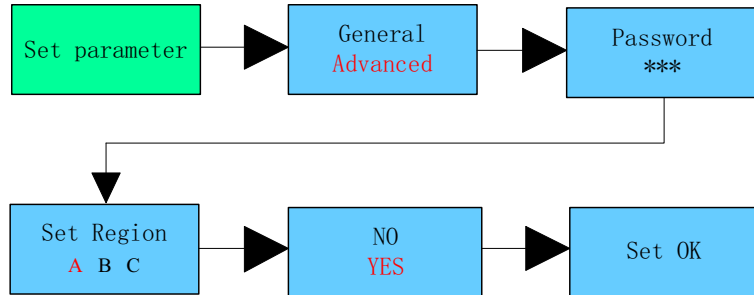 Set parameter
General
Advanced
Password
***
Set Region
A B C
NO
YES
Set OK